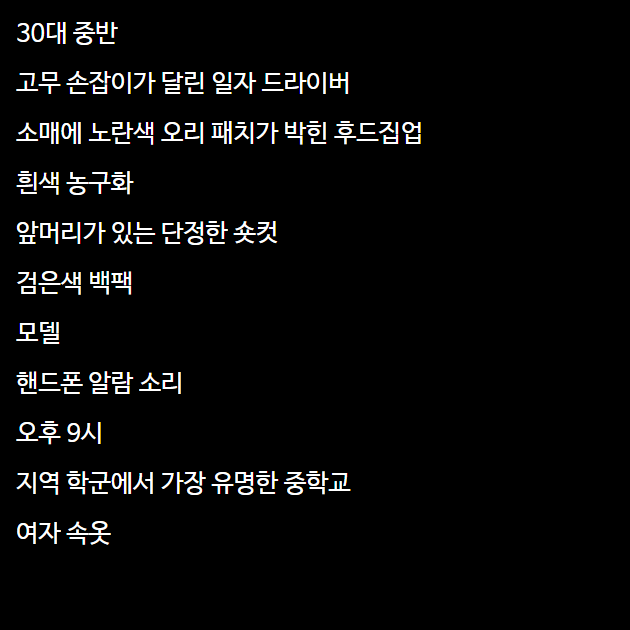 30대 중반
고무 손잡이가 달린 일자 드라이버
소매에 노란색 오리 패치가 박힌 후드집업
흰색 농구화
앞머리가 있는 단정한 숏컷
검은색 백팩
모델
핸드폰 알람 소리
오후 9시
지역 학군에서 가장 유명한 중학교
여자 속옷